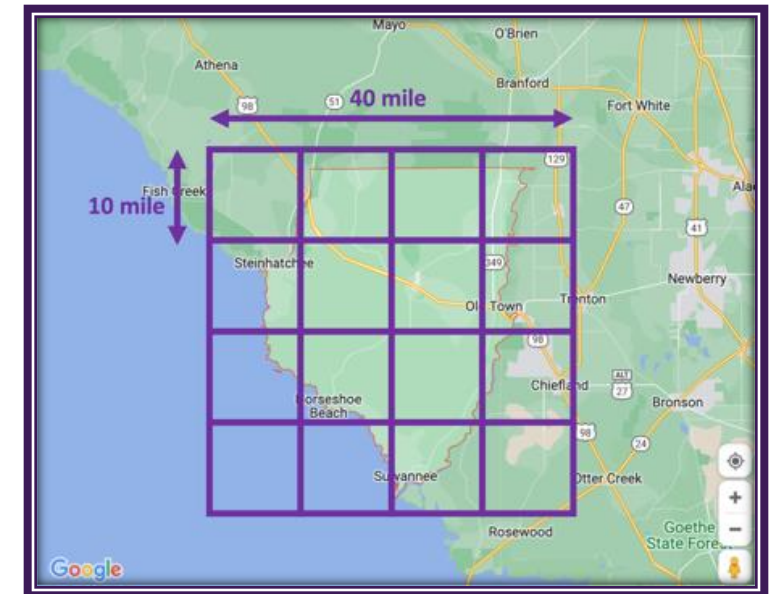 Mayo
O'Brien
Athena
Branford
98
51
40 mile
Fort White
129
Fish Creek
10 mile
47
41
Steinhatchee
349
Newberry
Old Town
Trenton
98
Chiefland
ALT
27
Horseshoe
Beach
Bronson
98
24
Suwannee
Otter Creek
+
Rosewood
Goethe
State Fore
−
Google